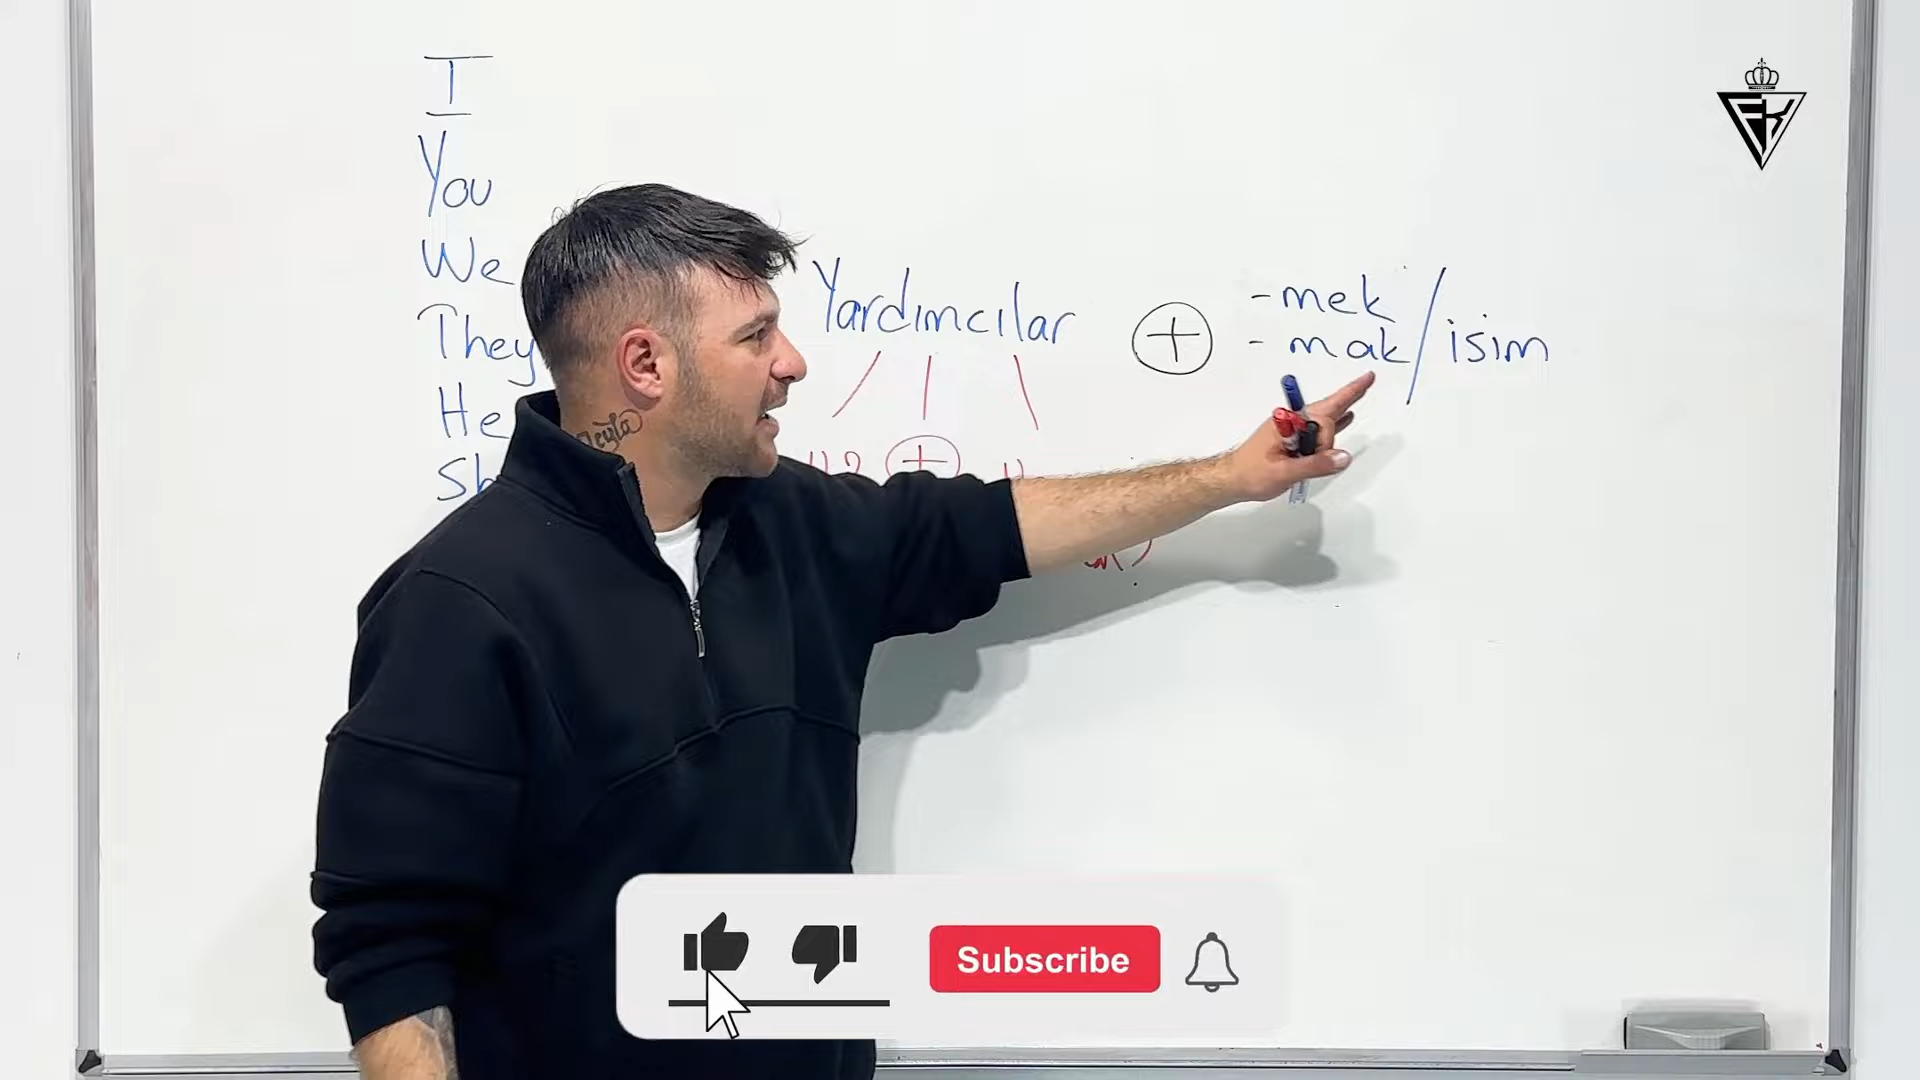 I
You
We
They
He
Yardımcılar
+
-mek
-mak / isim
+
Subscribe